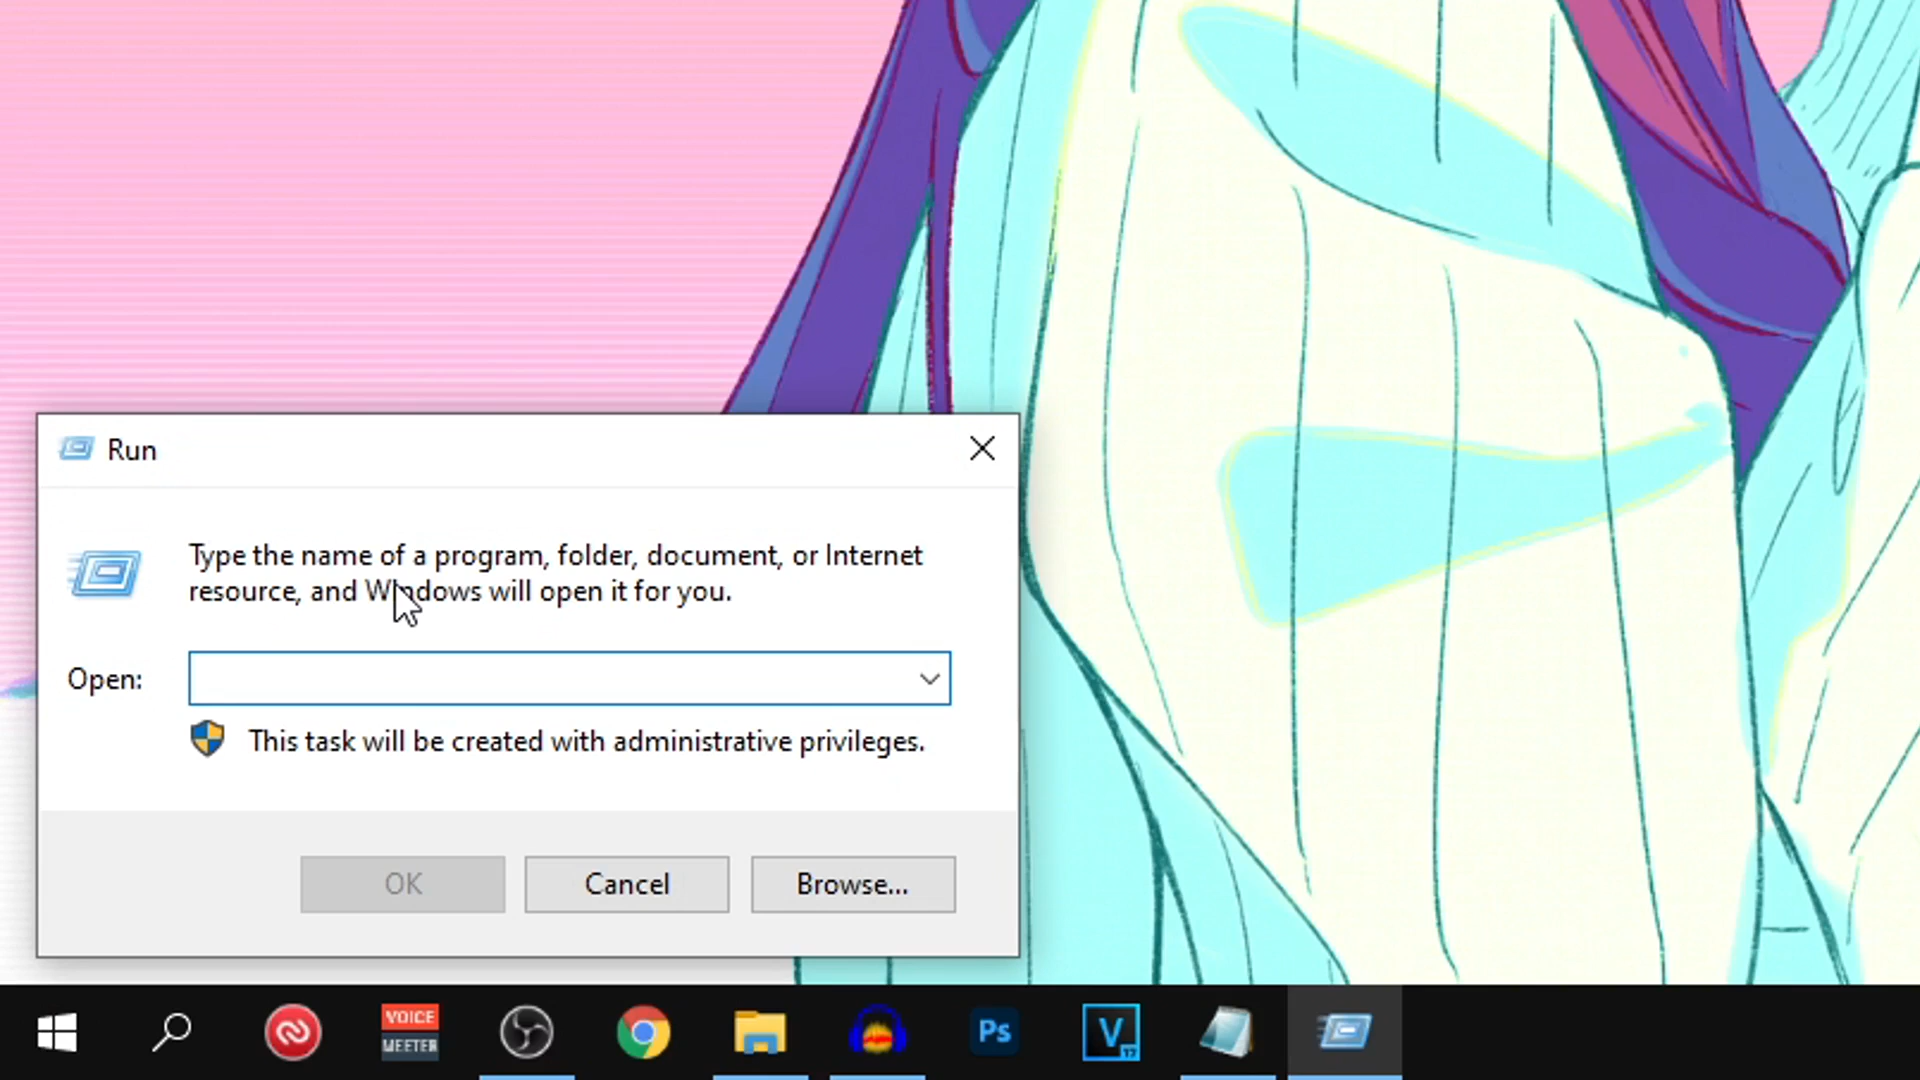 Run
Type the name of a program, folder, document, or Internet
resource, and Windows will open it for you.
Open:
This task will be created with administrative privileges.
OK
Cancel
Browse...
VOICE
MEETER
Ps
V
17